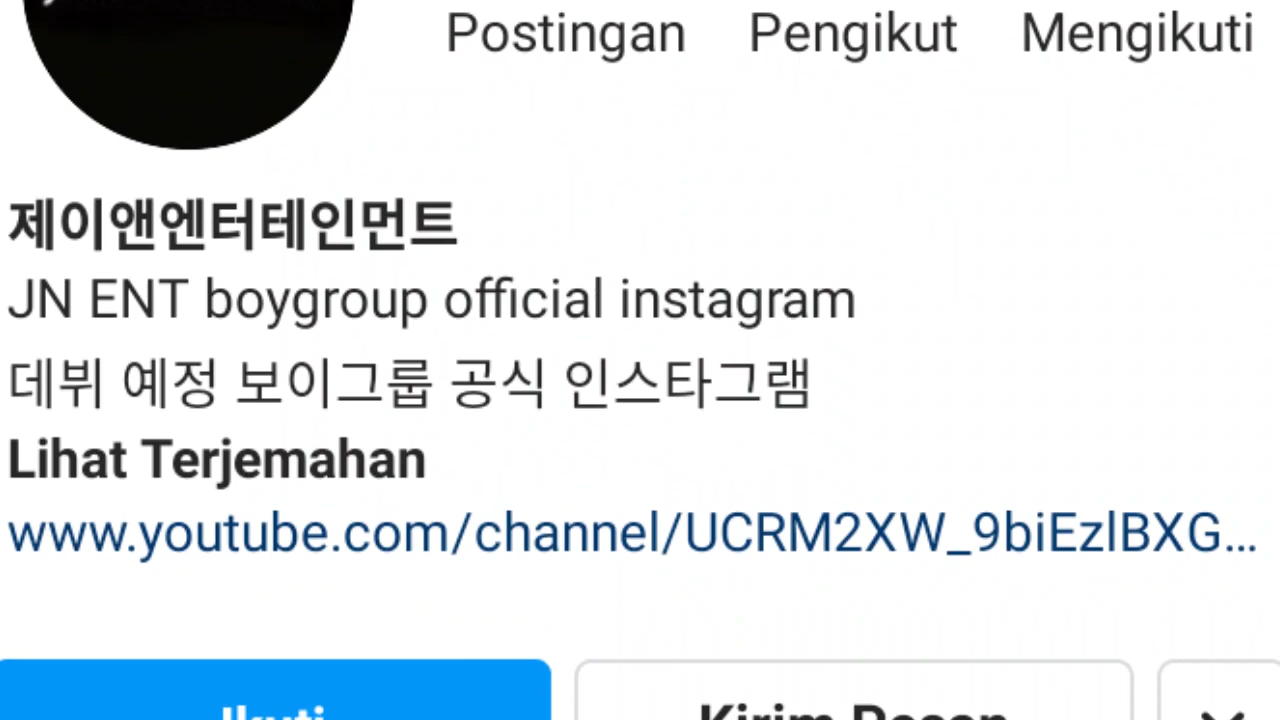 Postingan Pengikut Mengikuti
제이앤엔터테인먼트
JN ENT boygroup official instagram
데뷔 예정 보이그룹 공식 인스타그램
Lihat Terjemahan
www.youtube.com/channel/UCRM2XW_9biEzlBXG...
Ikuti Kirim Pesan